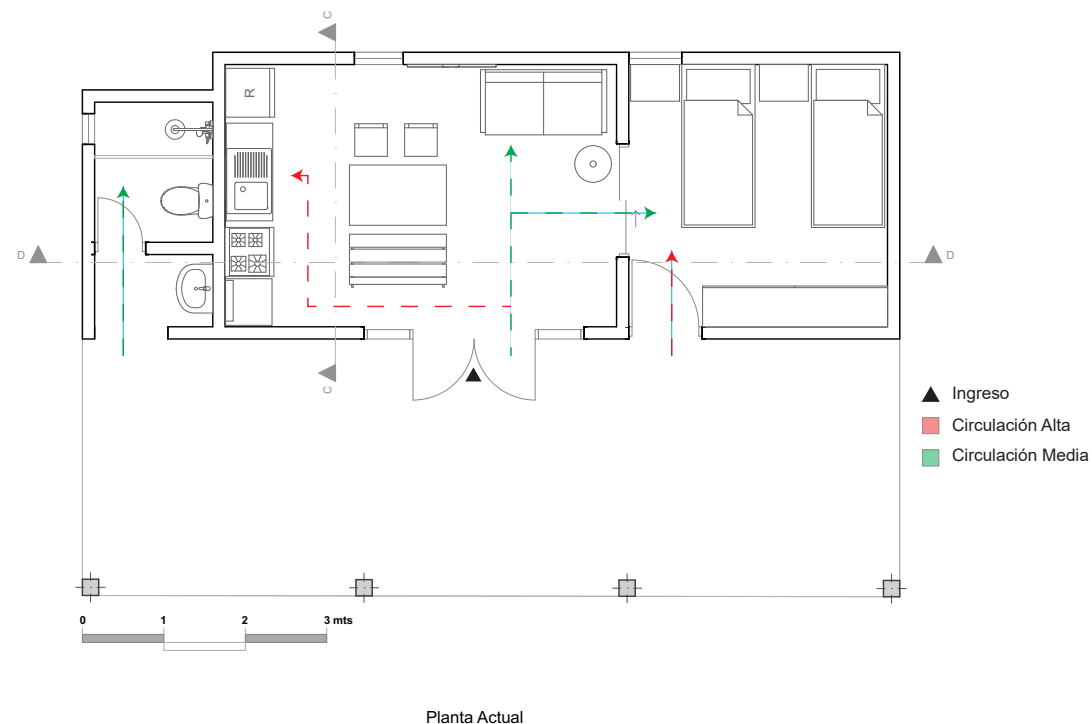 C
R
D
D
C
Ingreso
Circulación Alta
Circulación Media
0 1 2 3 mts
Planta Actual